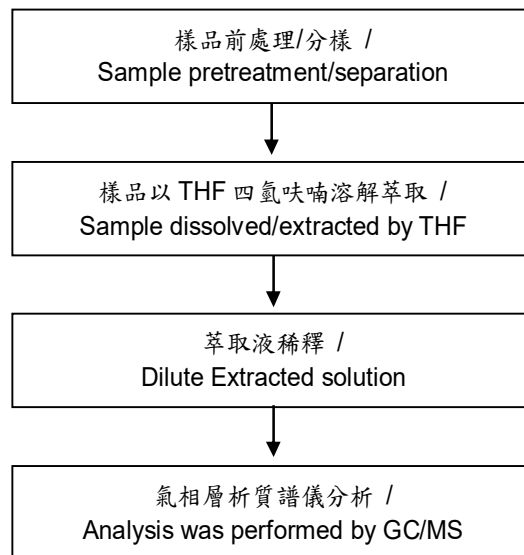 樣品前處理/分樣 /
Sample pretreatment/separation
樣品以 THF 四氫呋喃溶解萃取 /
Sample dissolved/extracted by THF
萃取液稀釋 /
Dilute Extracted solution
氣相層析質譜儀分析 /
Analysis was performed by GC/MS